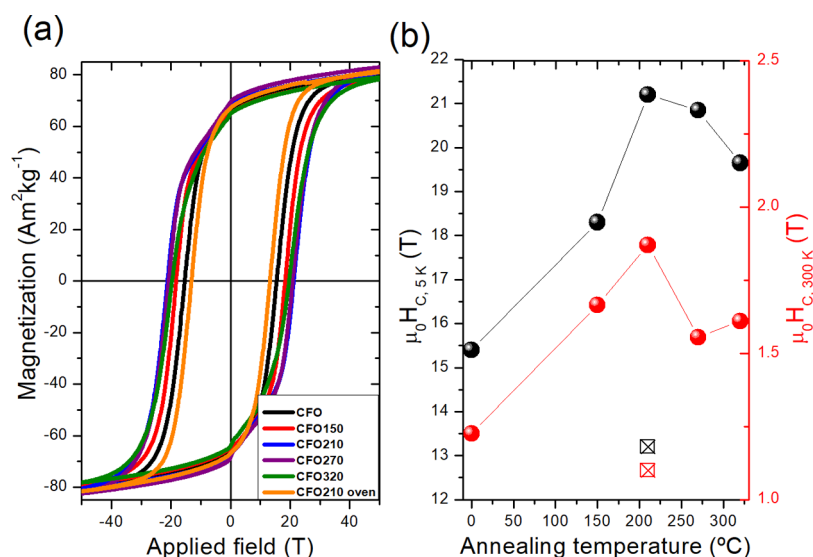 (a)
(b)
Magnetization (Am²kg⁻¹)
80
60
40
20
0
-20
-40
-60
-80
-40
-20
0
20
40
Applied field (T)
CFO
CFO150
CFO210
CFO270
CFO320
CFO210 oven
μ₀H_C, 5 K (T)
22
21
20
19
18
17
16
15
14
13
12
0
50
100
150
200
250
300
Annealing temperature (ºC)
2.5
2.0
1.5
1.0
μ₀H_C, 300 K (T)